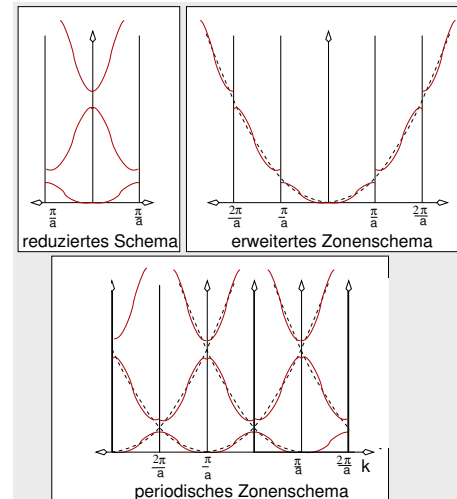 π/a π/a
reduziertes Schema
2π/a π/a π/a 2π/a
erweitertes Zonenschema
2π/a π/a π/a 2π/a k
periodisches Zonenschema